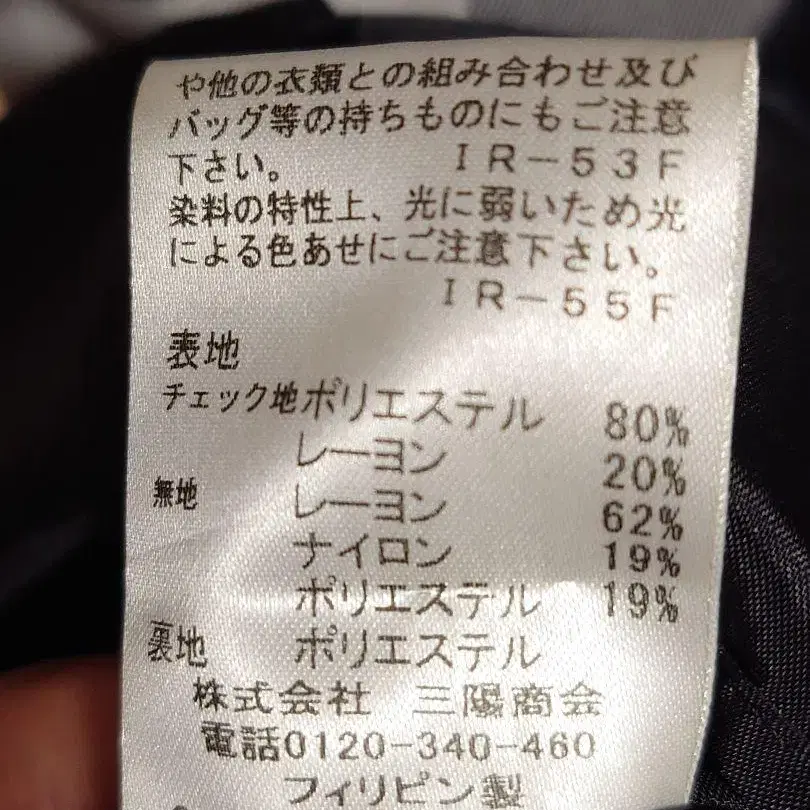 や他の衣類との組み合わせ及び
バッグ等の持ちものにもご注意
下さい。 IR-53F
染料の特性上、光に弱いため光
による色あせにご注意下さい。
IR-55F
表地
チェック地 ポリエステル 80%
レーヨン 20%
無地 レーヨン 62%
ナイロン 19%
ポリエステル 19%
裏地 ポリエステル
株式会社 三陽商会
電話0120-340-460
フィリピン製